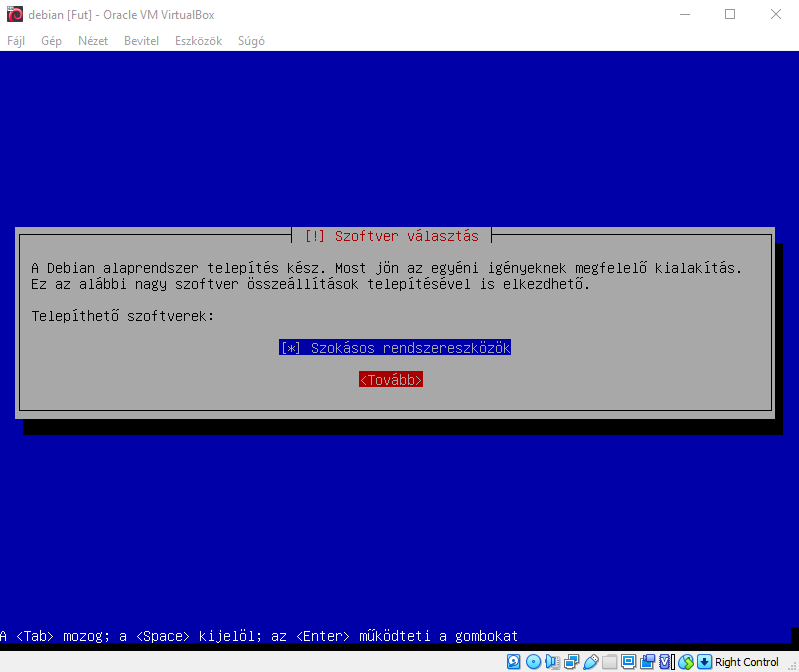 debian [Fut] - Oracle VM VirtualBox
Fájl Gép Nézet Bevitel Eszközök Súgó
[!] Szoftver választás
A Debian alaprendszer telepítés kész. Most jön az egyéni igényeknek megfelelő kialakítás.
Ez az alábbi nagy szoftver összeállítások telepítésével is elkezdhető.
Telepíthető szoftverek:
[*] Szokásos rendszereszközök
<Tovább>
A <Tab> mozog; a <Space> kijelöl; az <Enter> működteti a gombokat
Right Control